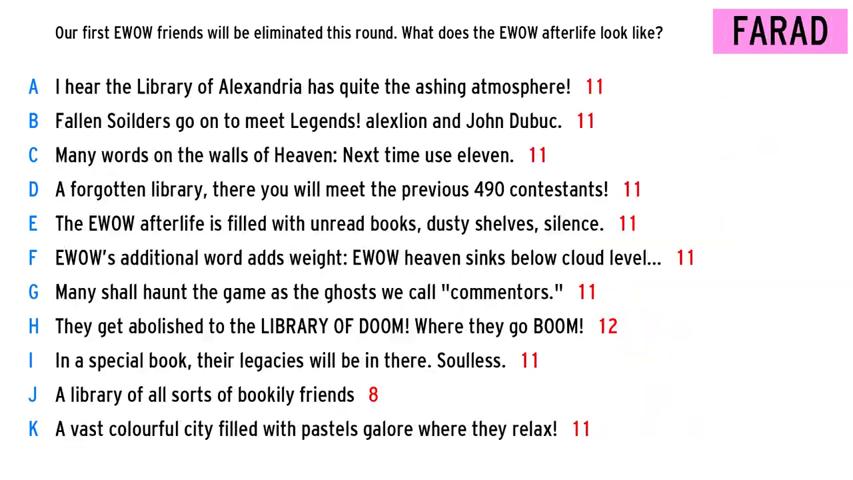 Our first EWOW friends will be eliminated this round. What does the EWOW afterlife look like?
FARAD
A I hear the Library of Alexandria has quite the ashing atmosphere! 11
B Fallen Soilders go on to meet Legends! alexlion and John Dubuc. 11
C Many words on the walls of Heaven: Next time use eleven. 11
D A forgotten library, there you will meet the previous 490 contestants! 11
E The EWOW afterlife is filled with unread books, dusty shelves, silence. 11
F EWOW's additional word adds weight: EWOW heaven sinks below cloud level... 11
G Many shall haunt the game as the ghosts we call "commentors." 11
H They get abolished to the LIBRARY OF DOOM! Where they go BOOM! 12
I In a special book, their legacies will be in there. Soulless. 11
J A library of all sorts of bookily friends 8
K A vast colourful city filled with pastels galore where they relax! 11